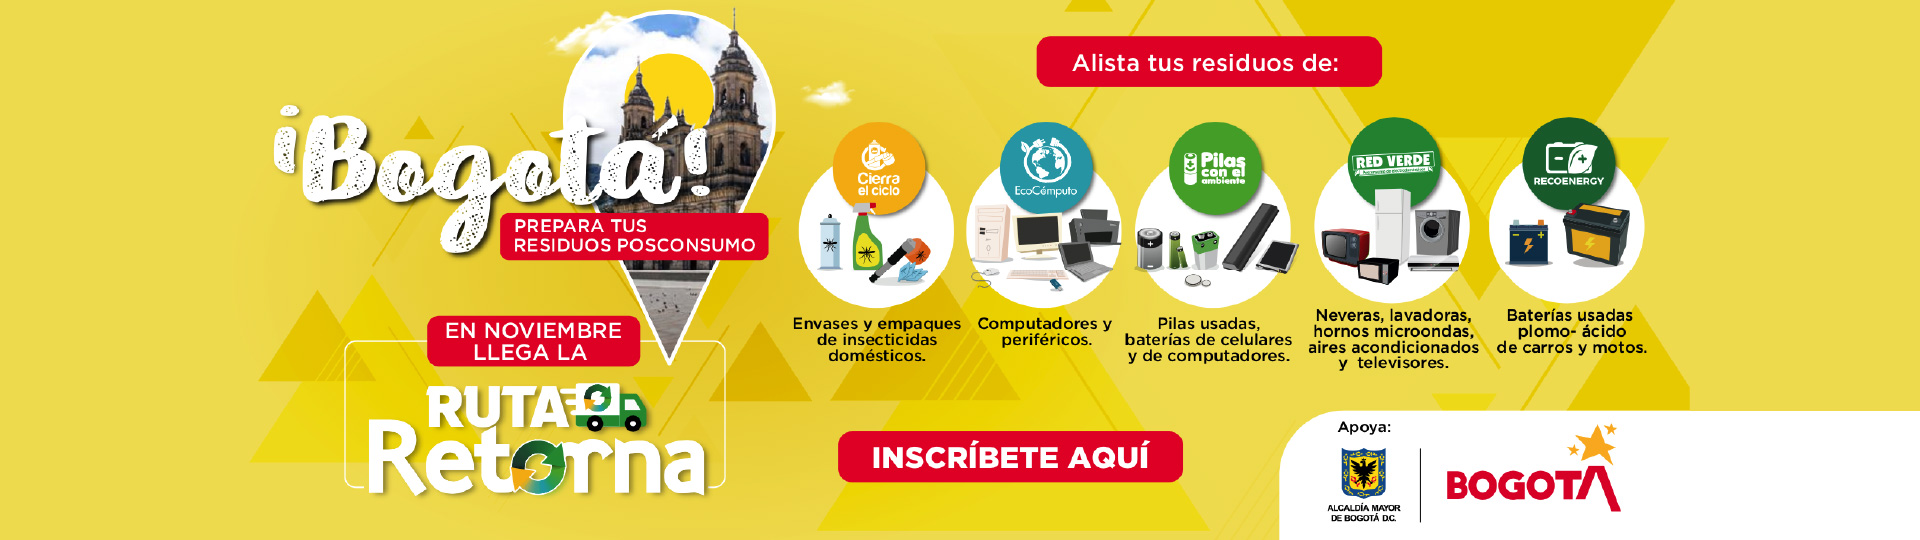 ¡Bogotá!
PREPARA TUS
RESIDUOS POSCONSUMO
EN NOVIEMBRE
LLEGA LA
RUTA
Retorna
Alista tus residuos de:
Cierra
el ciclo
Envases y empaques
de insecticidas
domésticos.
EcoCómputo
Computadores y
periféricos.
Pilas
con el
ambiente
Pilas usadas,
baterías de celulares
y de computadores.
RED VERDE
Neveras, lavadoras,
hornos microondas,
aires acondicionados
y televisores.
RECOENERGY
Baterías usadas
plomo- ácido
de carros y motos.
INSCRÍBETE AQUÍ
Apoya:
ALCALDÍA MAYOR
DE BOGOTÁ D.C.
BOGOTÁ